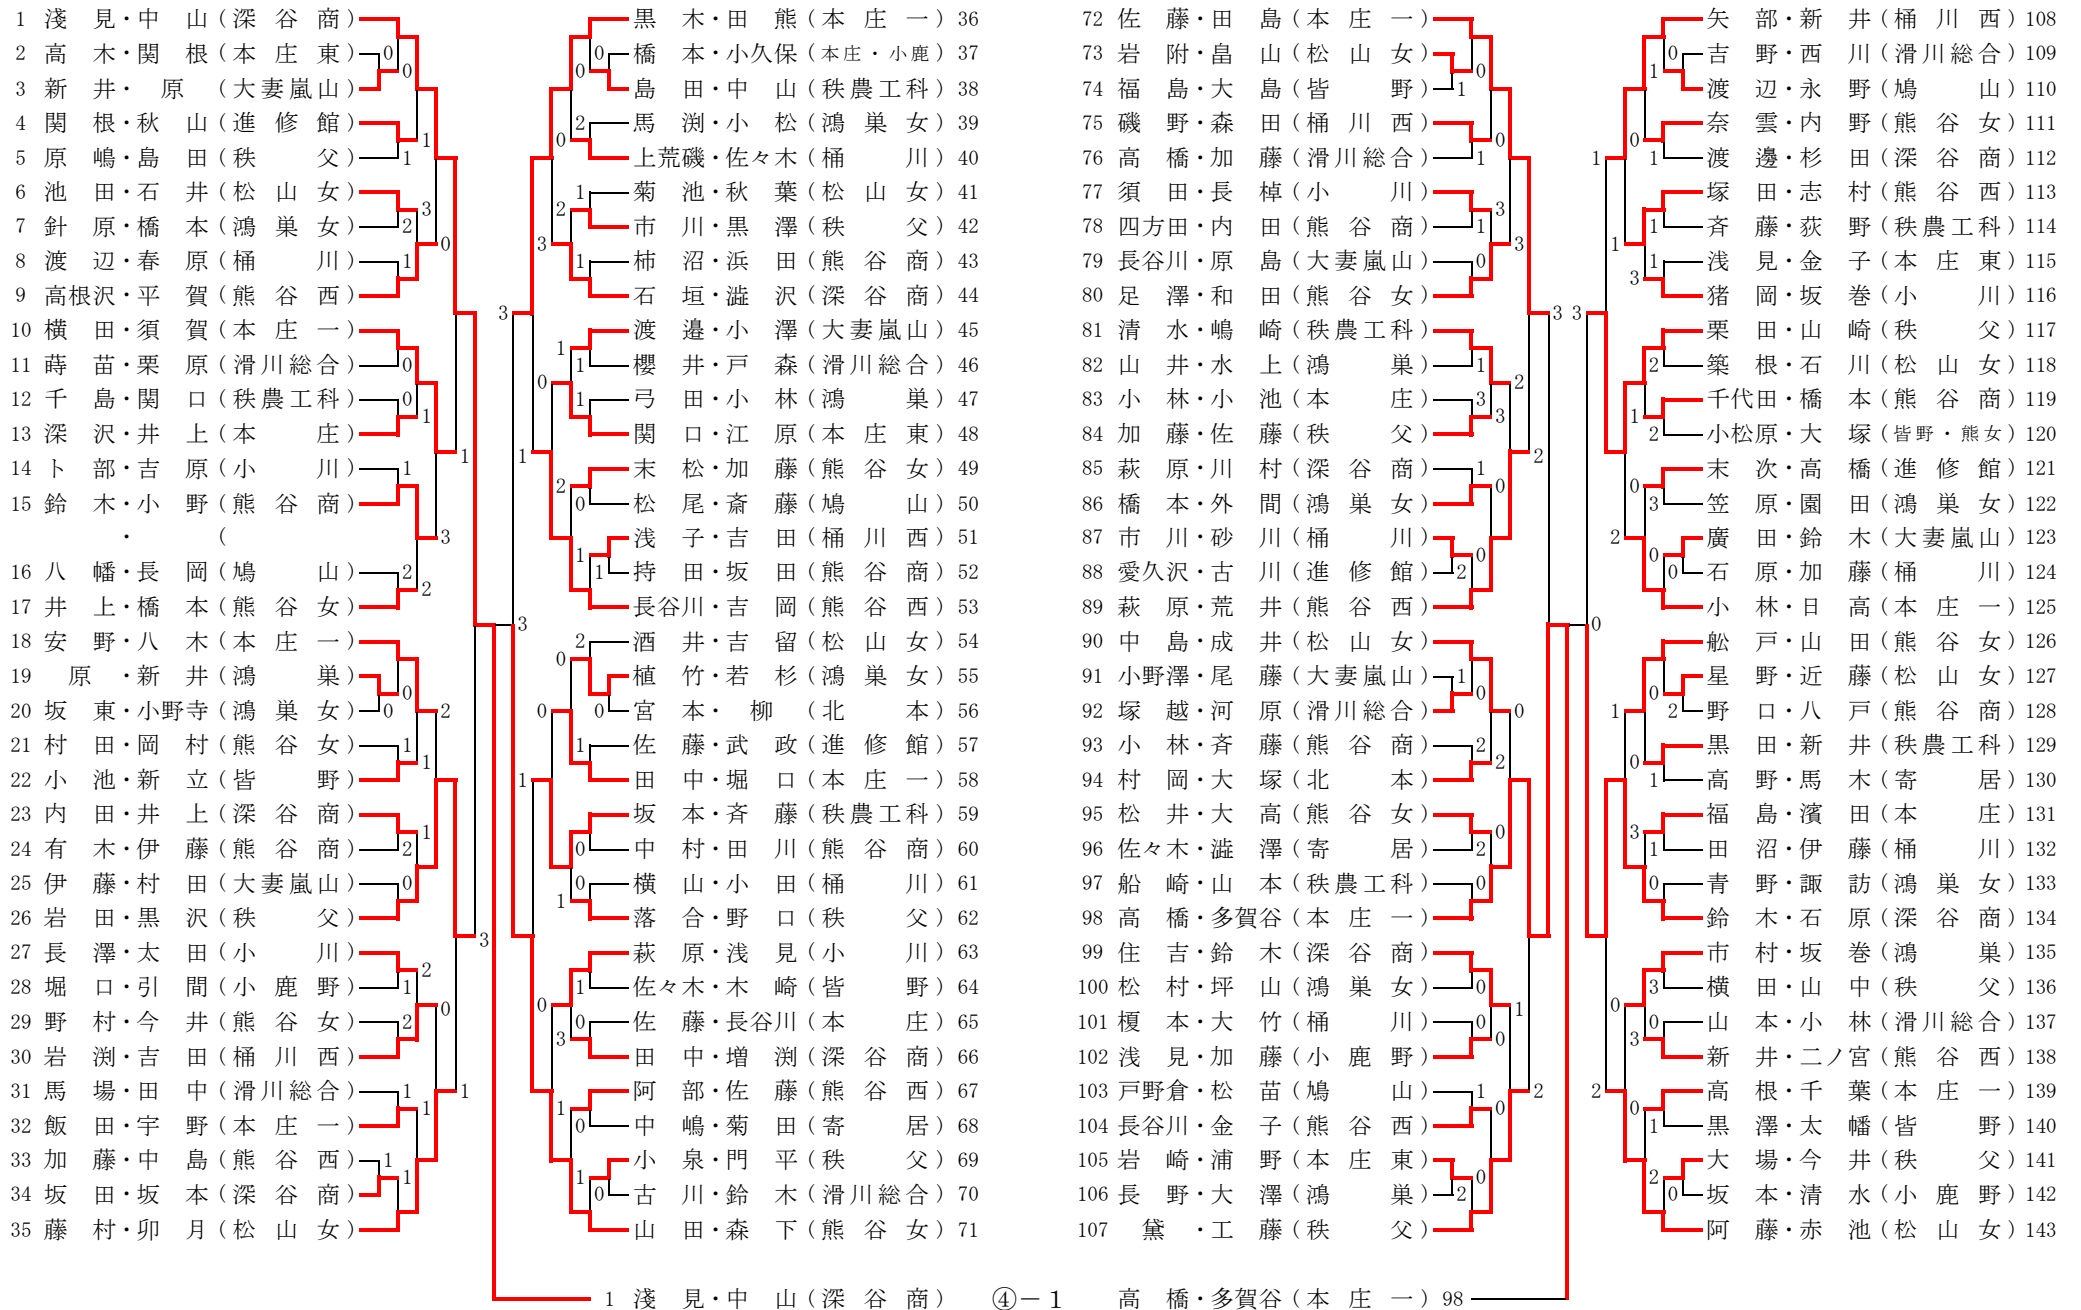 1 淺見・中山(深谷商)
2 高木・関根(本庄東)
3 新井・原(大妻嵐山)
4 関根・秋山(進修館)
5 原嶋・島田(秩父)
6 池田・石井(松山女)
7 針原・橋本(鴻巣女)
8 渡辺・春原(桶川)
9 高根沢・平賀(熊谷西)
10 横田・須賀(本庄一)
11 蒔苗・栗原(滑川総合)
12 千島・関口(秩農工科)
13 深沢・井上(本庄)
14 卜部・吉原(小川)
15 鈴木・小野(熊谷商)
・ (
16 八幡・長岡(鳩山)
17 井上・橋本(熊谷女)
18 安野・八木(本庄一)
19 原・新井(鴻巣)
20 坂東・小野寺(鴻巣女)
21 村田・岡村(熊谷女)
22 小池・新立(皆野)
23 内田・井上(深谷商)
24 有木・伊藤(熊谷商)
25 伊藤・村田(大妻嵐山)
26 岩田・黒沢(秩父)
27 長澤・太田(小川)
28 堀口・引間(小鹿野)
29 野村・今井(熊谷女)
30 岩渕・吉田(桶川西)
31 馬場・田中(滑川総合)
32 飯田・宇野(本庄一)
33 加藤・中島(熊谷西)
34 坂田・坂本(深谷商)
35 藤村・卯月(松山女)
黒木・田熊(本庄一) 36
橋本・小久保(本庄・小鹿) 37
島田・中山(秩農工科) 38
馬渕・小松(鴻巣女) 39
上荒磯・佐々木(桶川) 40
菊池・秋葉(松山女) 41
市川・黒澤(秩父) 42
柿沼・浜田(熊谷商) 43
石垣・澁沢(深谷商) 44
渡邉・小澤(大妻嵐山) 45
櫻井・戸森(滑川総合) 46
弓田・小林(鴻巣) 47
関口・江原(本庄東) 48
末松・加藤(熊谷女) 49
松尾・斎藤(鳩山) 50
浅子・吉田(桶川西) 51
持田・坂田(熊谷商) 52
長谷川・吉岡(熊谷西) 53
酒井・吉留(松山女) 54
植竹・若杉(鴻巣女) 55
宮本・柳(北本) 56
佐藤・武政(進修館) 57
田中・堀口(本庄一) 58
坂本・斉藤(秩農工科) 59
中村・田川(熊谷商) 60
横山・小田(桶川) 61
落合・野口(秩父) 62
萩原・浅見(小川) 63
佐々木・木崎(皆野) 64
佐藤・長谷川(本庄) 65
田中・増渕(深谷商) 66
阿部・佐藤(熊谷西) 67
中嶋・菊田(寄居) 68
小泉・門平(秩父) 69
古川・鈴木(滑川総合) 70
山田・森下(熊谷女) 71
72 佐藤・田島(本庄一)
73 岩附・畠山(松山女)
74 福島・大島(皆野)
75 磯野・森田(桶川西)
76 高橋・加藤(滑川総合)
77 須田・長棹(小川)
78 四方田・内田(熊谷商)
79 長谷川・原島(大妻嵐山)
80 足澤・和田(熊谷女)
81 清水・嶋崎(秩農工科)
82 山井・水上(鴻巣)
83 小林・小池(本庄)
84 加藤・佐藤(秩父)
85 萩原・川村(深谷商)
86 橋本・外間(鴻巣女)
87 市川・砂川(桶川)
88 愛久沢・古川(進修館)
89 萩原・荒井(熊谷西)
90 中島・成井(松山女)
91 小野澤・尾藤(大妻嵐山)
92 塚越・河原(滑川総合)
93 小林・斉藤(熊谷商)
94 村岡・大塚(北本)
95 松井・大高(熊谷女)
96 佐々木・澁澤(寄居)
97 船崎・山本(秩農工科)
98 高橋・多賀谷(本庄一)
99 住吉・鈴木(深谷商)
100 松村・坪山(鴻巣女)
101 榎本・大竹(桶川)
102 浅見・加藤(小鹿野)
103 戸野倉・松苗(鳩山)
104 長谷川・金子(熊谷西)
105 岩崎・浦野(本庄東)
106 長野・大澤(鴻巣)
107 黛・工藤(秩父)
矢部・新井(桶川西) 108
吉野・西川(滑川総合) 109
渡辺・永野(鳩山) 110
奈雲・内野(熊谷女) 111
渡邊・杉田(深谷商) 112
塚田・志村(熊谷西) 113
斉藤・荻野(秩農工科) 114
浅見・金子(本庄東) 115
猪岡・坂巻(小川) 116
栗田・山崎(秩父) 117
築根・石川(松山女) 118
千代田・橋本(熊谷商) 119
小松原・大塚(皆野・熊女) 120
末次・高橋(進修館) 121
笠原・園田(鴻巣女) 122
廣田・鈴木(大妻嵐山) 123
石原・加藤(桶川) 124
小林・日高(本庄一) 125
舩戸・山田(熊谷女) 126
星野・近藤(松山女) 127
野口・八戸(熊谷商) 128
黒田・新井(秩農工科) 129
高野・馬木(寄居) 130
福島・濱田(本庄) 131
田沼・伊藤(桶川) 132
青野・諏訪(鴻巣女) 133
鈴木・石原(深谷商) 134
市村・坂巻(鴻巣) 135
横田・山中(秩父) 136
山本・小林(滑川総合) 137
新井・二ノ宮(熊谷西) 138
高根・千葉(本庄一) 139
黒澤・太幡(皆野) 140
大場・今井(秩父) 141
坂本・清水(小鹿野) 142
阿藤・赤池(松山女) 143
1 淺見・中山(深谷商) ④－1 高橋・多賀谷(本庄一) 98